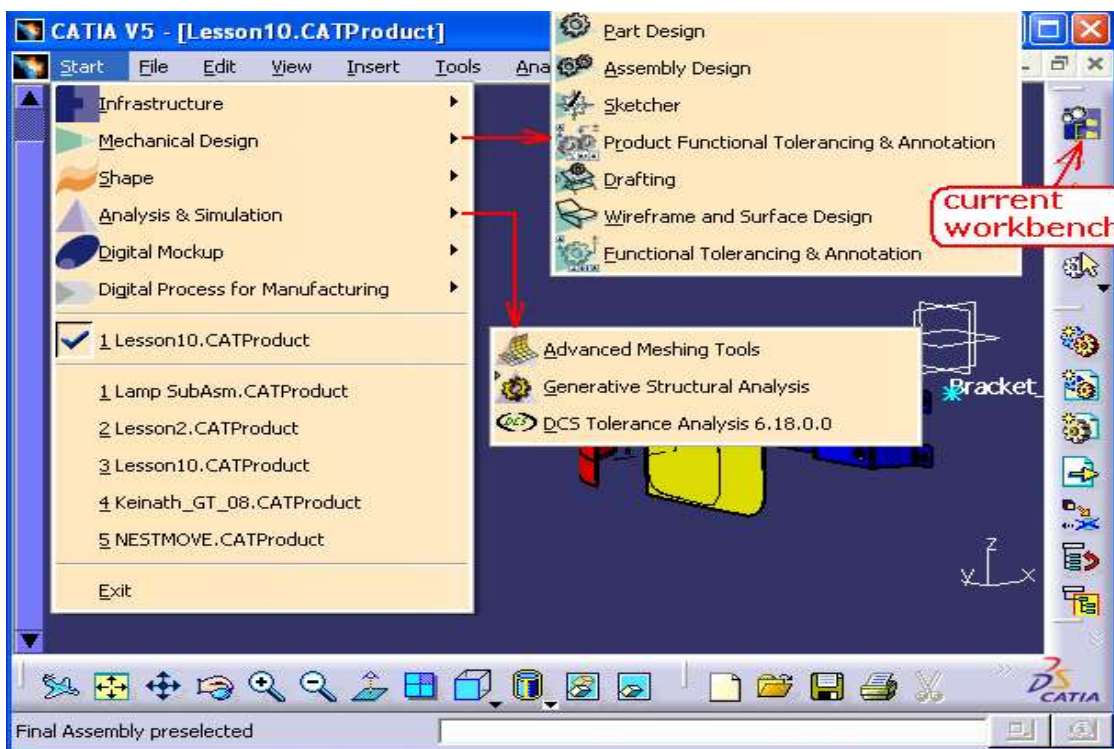 CATIA V5 - [Lesson10.CATProduct]
Start File Edit View Insert Tools Ana
Infrastructure
Mechanical Design
Shape
Analysis & Simulation
Digital Mockup
Digital Process for Manufacturing
1 Lesson10.CATProduct
1 Lamp SubAsm.CATProduct
2 Lesson2.CATProduct
3 Lesson10.CATProduct
4 Keinath_GT_08.CATProduct
5 NESTMOVE.CATProduct
Exit
Part Design
Assembly Design
Sketcher
Product Functional Tolerancing & Annotation
Drafting
Wireframe and Surface Design
Functional Tolerancing & Annotation
current
workbench
Advanced Meshing Tools
Generative Structural Analysis
DCS DCS Tolerance Analysis 6.18.0.0
Bracket_
z
y x
DS
CATIA
Final Assembly preselected